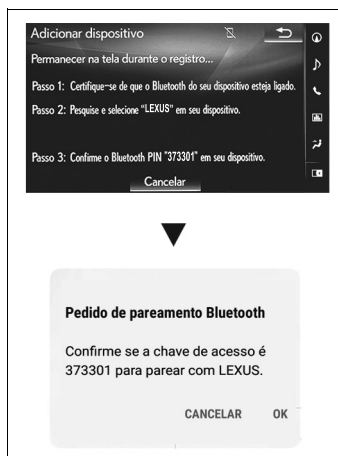 Adicionar dispositivo
Permanecer na tela durante o registro...
Passo 1: Certifique-se de que o Bluetooth do seu dispositivo esteja ligado.
Passo 2: Pesquise e selecione "LEXUS" em seu dispositivo.
Passo 3: Confirme o Bluetooth PIN "373301" em seu dispositivo.
Cancelar
Pedido de pareamento Bluetooth
Confirme se a chave de acesso é
373301 para parear com LEXUS.
CANCELAR OK